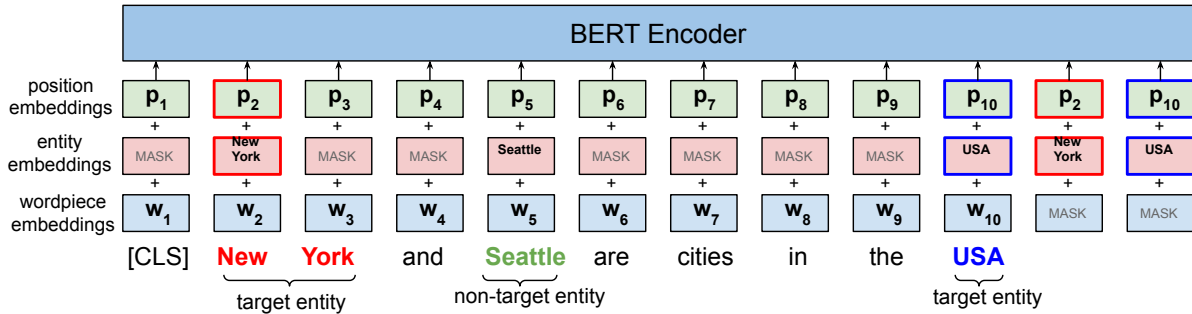 BERT Encoder
position embeddings p1 p2 p3 p4 p5 p6 p7 p8 p9 p10 p2 p10
+ + + + + + + + + + + +
entity embeddings MASK New York MASK MASK Seattle MASK MASK MASK MASK USA New York USA
+ + + + + + + + + + + +
wordpiece embeddings w1 w2 w3 w4 w5 w6 w7 w8 w9 w10 MASK MASK
[CLS] New York and Seattle are cities in the USA
target entity non-target entity target entity